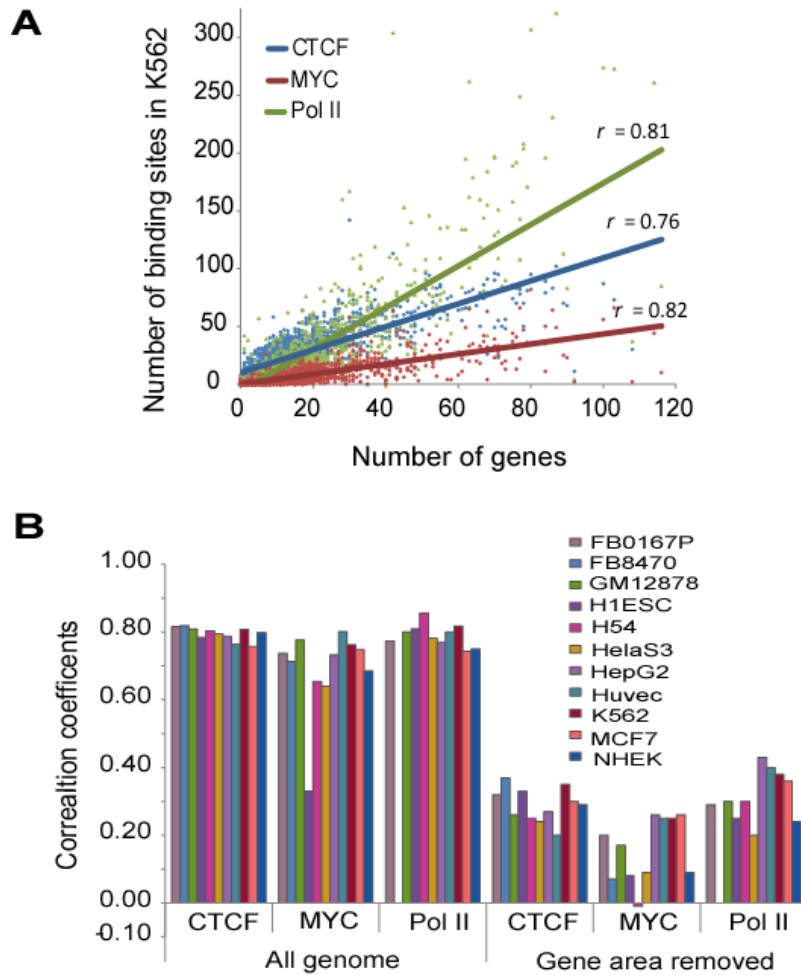 A
Number of binding sites in K562
300
250
200
150
100
50
0
CTCF
MYC
Pol II
r = 0.81
r = 0.76
r = 0.82
0
20
40
60
80
100
120
Number of genes
B
Correaltion coefficents
1.00
0.80
0.60
0.40
0.20
0.00
-0.10
FB0167P
FB8470
GM12878
H1ESC
H54
HelaS3
HepG2
Huvec
K562
MCF7
NHEK
CTCF MYC Pol II CTCF MYC Pol II
All genome Gene area removed